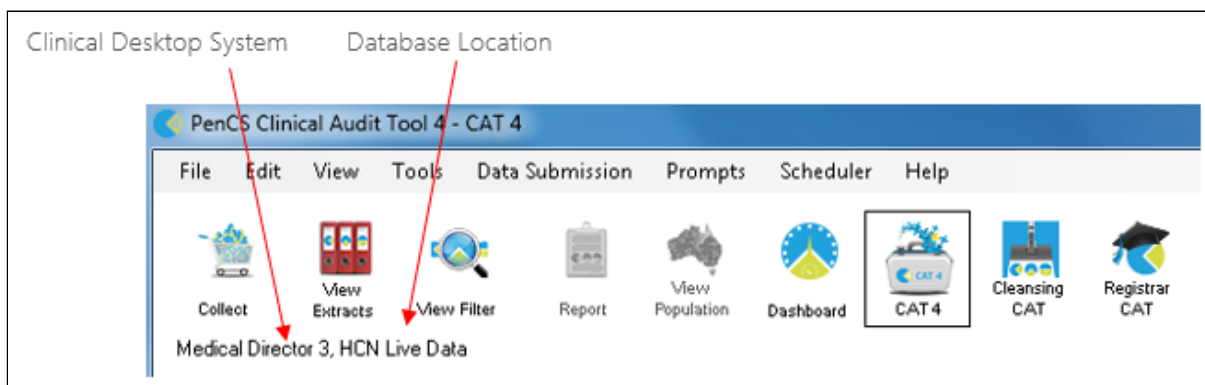 Clinical Desktop System Database Location
PenCS Clinical Audit Tool 4 - CAT 4
File Edit View Tools Data Submission Prompts Scheduler Help
CAT 4
Collect View Extracts View Filter Report View Population Dashboard CAT 4 Cleansing CAT Registrar CAT
Medical Director 3, HCN Live Data